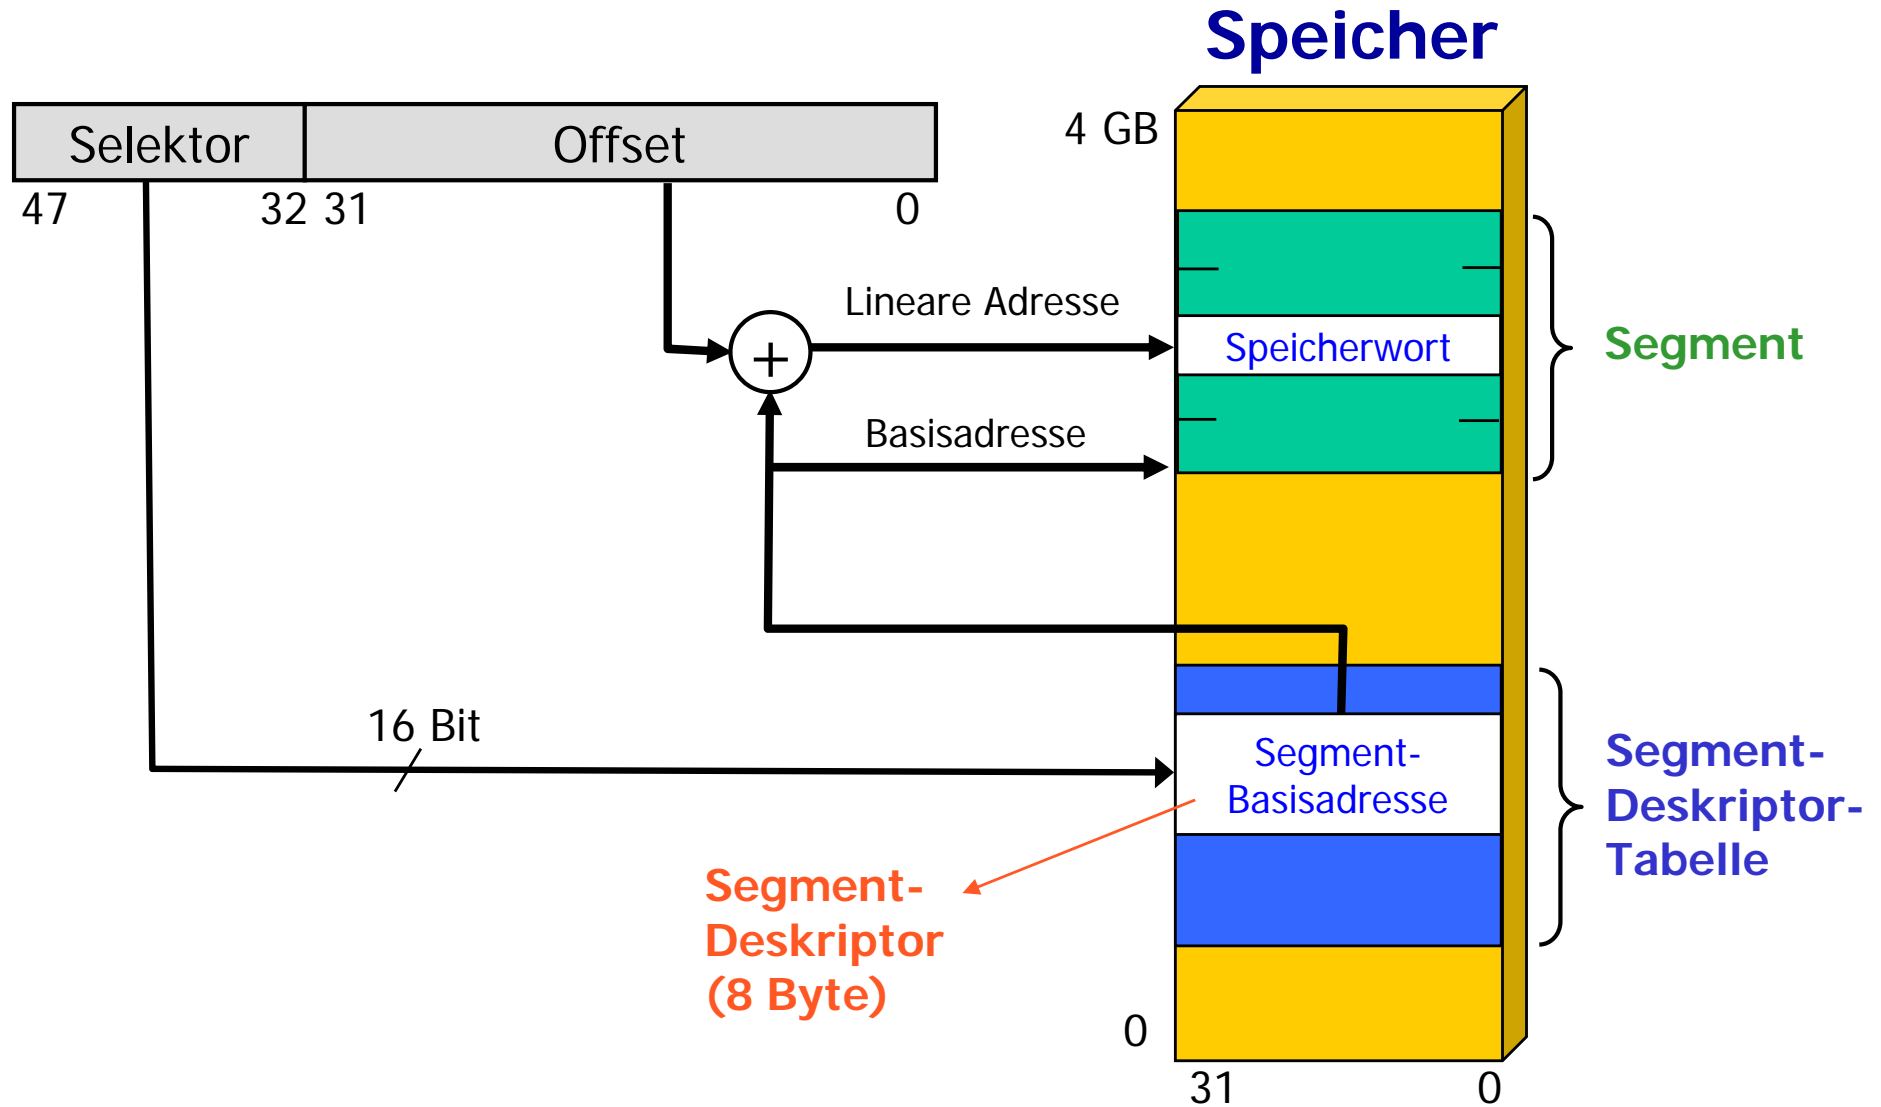 Speicher
Selektor
Offset
47
32 31
0
4 GB
Lineare Adresse
Speicherwort
Segment
Basisadresse
16 Bit
Segment-
Basisadresse
Segment-
Deskriptor-
Tabelle
Segment-
Deskriptor
(8 Byte)
0
31
0
+